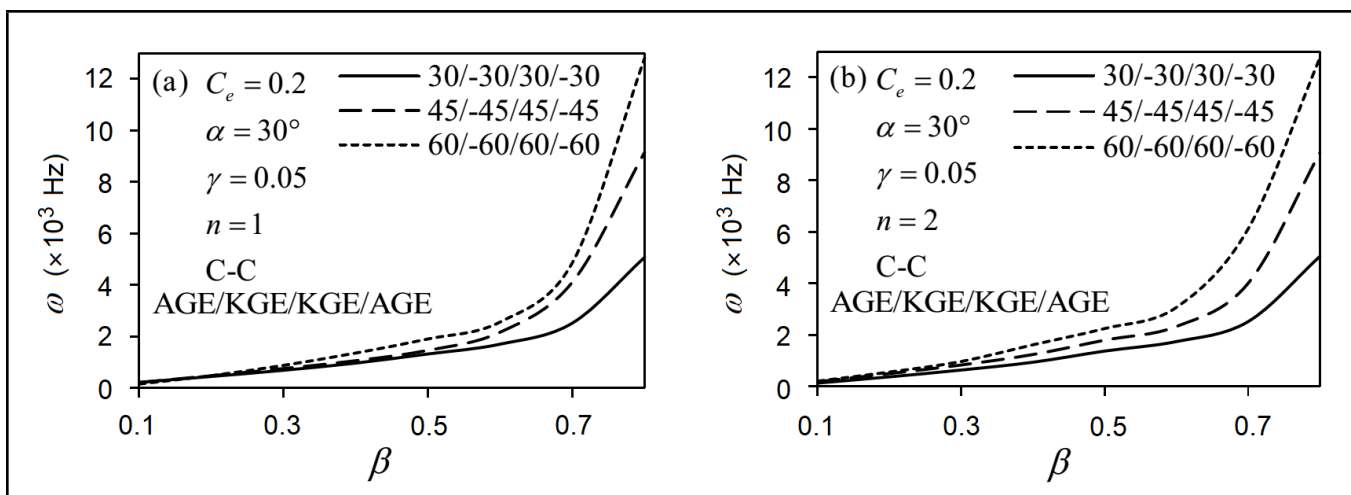 (a)
C_e = 0.2
α = 30°
γ = 0.05
n = 1
C-C
AGE/KGE/KGE/AGE
30/-30/30/-30
45/-45/45/-45
60/-60/60/-60
ω (×10³ Hz)
12
10
8
6
4
2
0
0.1 0.3 0.5 0.7
β
(b)
C_e = 0.2
α = 30°
γ = 0.05
n = 2
C-C
AGE/KGE/KGE/AGE
30/-30/30/-30
45/-45/45/-45
60/-60/60/-60
ω (×10³ Hz)
12
10
8
6
4
2
0
0.1 0.3 0.5 0.7
β